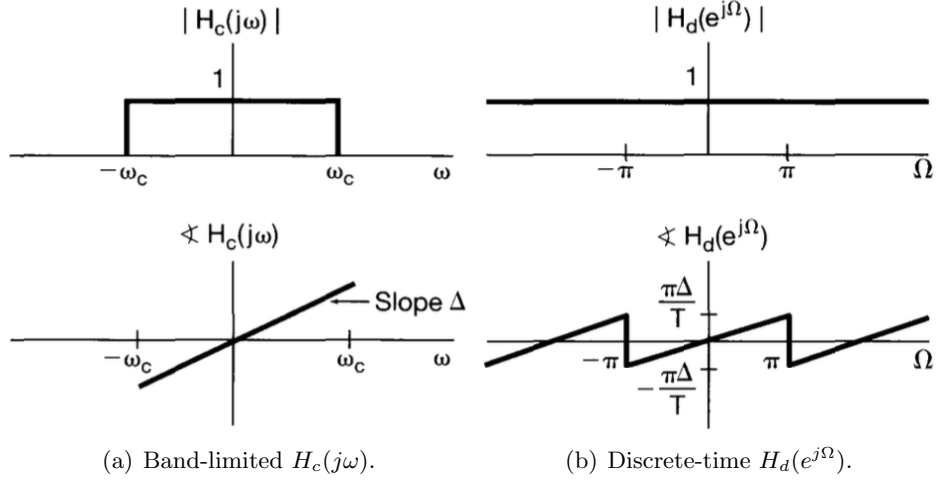 | H_c(jω) |
1
-ω_c ω_c ω
∢ H_c(jω)
Slope Δ
-ω_c ω_c ω
(a) Band-limited H_c(jω).
| H_d(e^{jΩ}) |
1
-π π Ω
∢ H_d(e^{jΩ})
πΔ/T
-π π Ω
-πΔ/T
(b) Discrete-time H_d(e^{jΩ}).